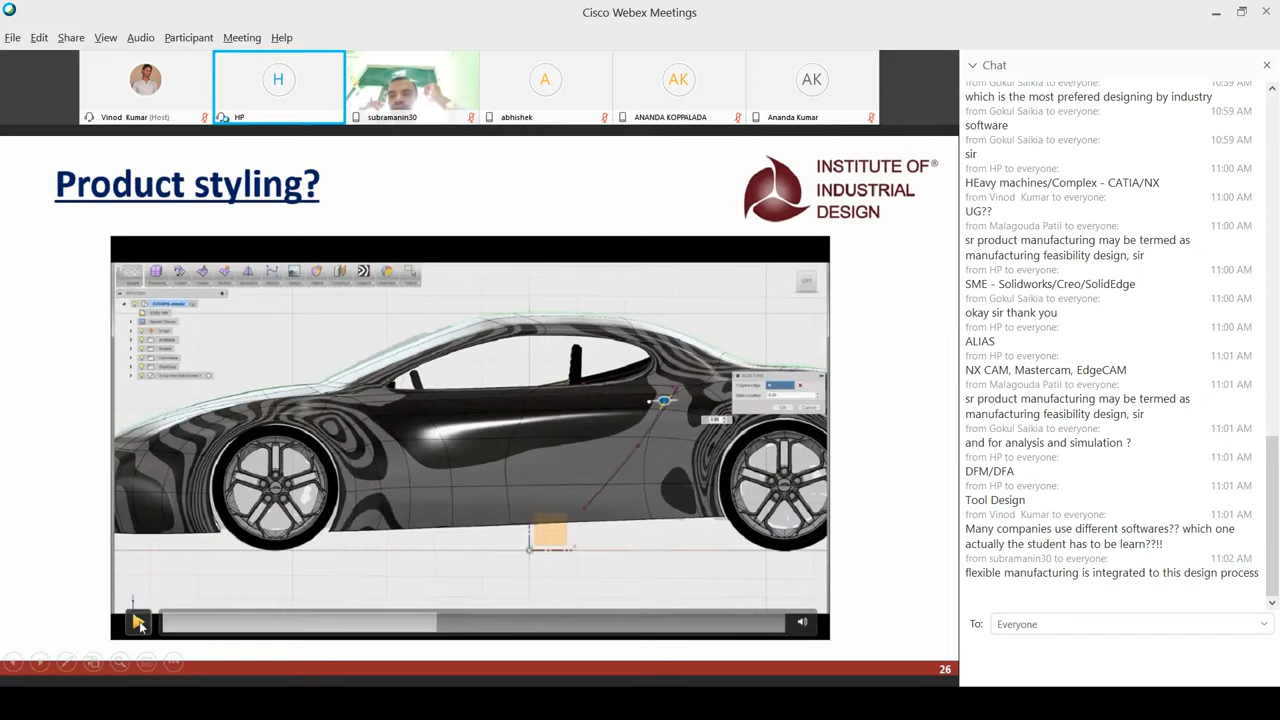 Cisco Webex Meetings
File Edit Share View Audio Participant Meeting Help
Vinod Kumar (Host)
H
HP
subramanin30
A
abhishek
AK
ANANDA KOPPALADA
AK
Ananda Kumar
Product styling?
INSTITUTE OF®
INDUSTRIAL
DESIGN
LEFT
26
Chat
from Gokul Saikia to everyone: 10:59 AM
which is the most prefered designing by industry
from Gokul Saikia to everyone: 10:59 AM
software
from Gokul Saikia to everyone: 10:59 AM
sir
from HP to everyone: 11:00 AM
HEavy machines/Complex - CATIA/NX
from Vinod Kumar to everyone: 11:00 AM
UG??
from Malagouda Patil to everyone: 11:00 AM
sr product manufacturing may be termed as
manufacturing feasibility design, sir
from HP to everyone: 11:00 AM
SME - Solidworks/Creo/SolidEdge
from Gokul Saikia to everyone: 11:00 AM
okay sir thank you
from HP to everyone: 11:01 AM
ALIAS
from HP to everyone: 11:01 AM
NX CAM, Mastercam, EdgeCAM
from Malagouda Patil to everyone: 11:01 AM
sr product manufacturing may be termed as
manufacturing feasibility design, sir
from Gokul Saikia to everyone: 11:01 AM
and for analysis and simulation ?
from HP to everyone: 11:01 AM
DFM/DFA
from HP to everyone: 11:01 AM
Tool Design
from Vinod Kumar to everyone: 11:01 AM
Many companies use different softwares?? which one
actually the student has to be learn??!!
from subramanin30 to everyone: 11:02 AM
flexible manufacturing is integrated to this design process
To: Everyone